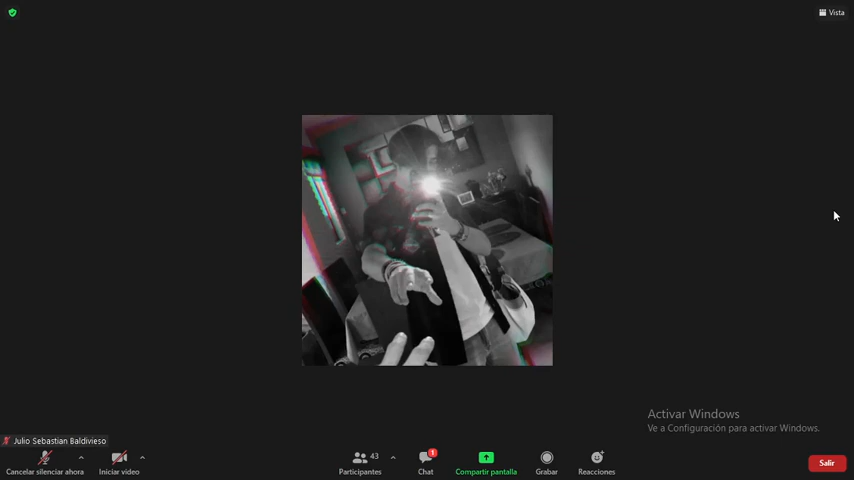 Vista
Activar Windows
Ve a Configuración para activar Windows.
Julio Sebastian Baldivieso
Cancelar silenciar ahora
Iniciar video
Participantes
43
Chat
1
Compartir pantalla
Grabar
Reacciones
Salir